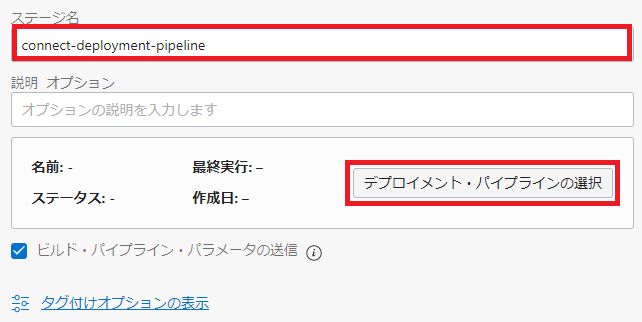 ステージ名
connect-deployment-pipeline
説明 オプション
オプションの説明を入力します
名前: - 最終実行: –
ステータス: - 作成日: –
デプロイメント・パイプラインの選択
ビルド・パイプライン・パラメータの送信
タグ付けオプションの表示